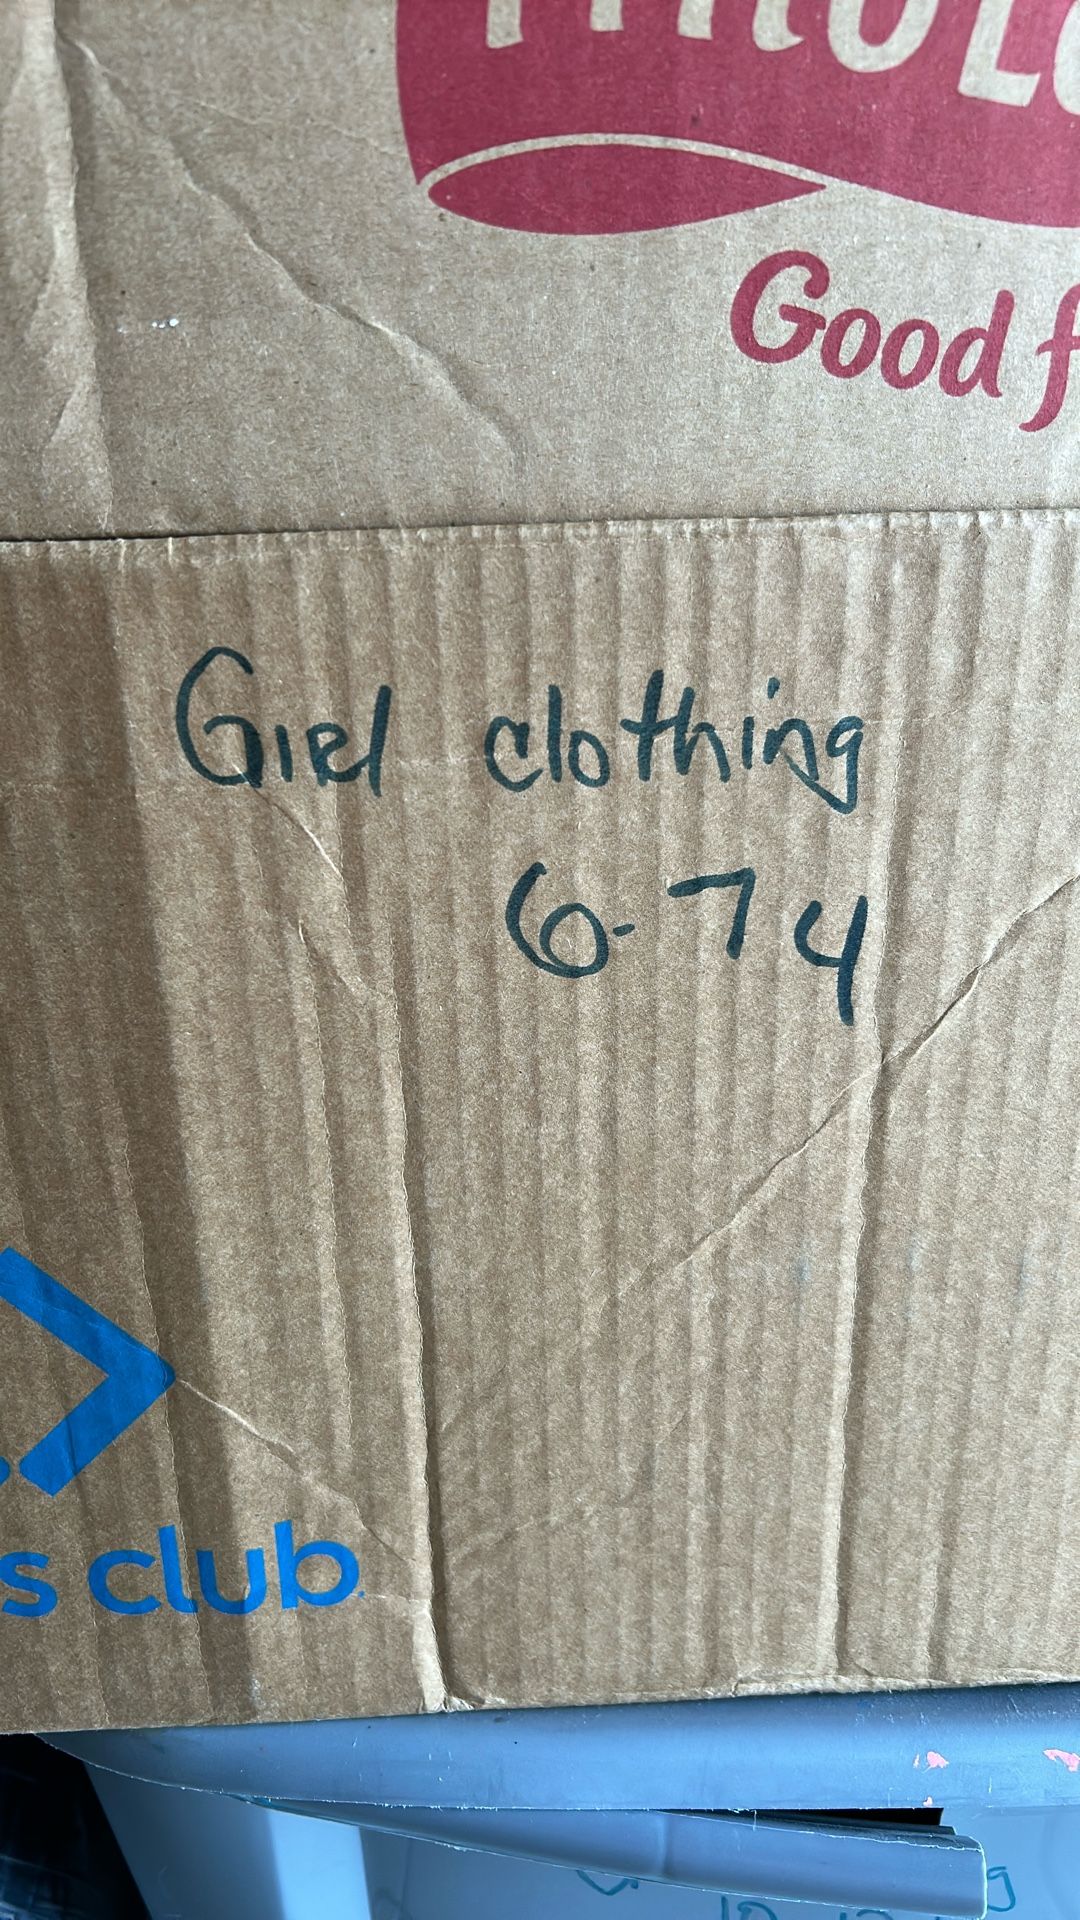 Good
Girl clothing
6-7y
s club